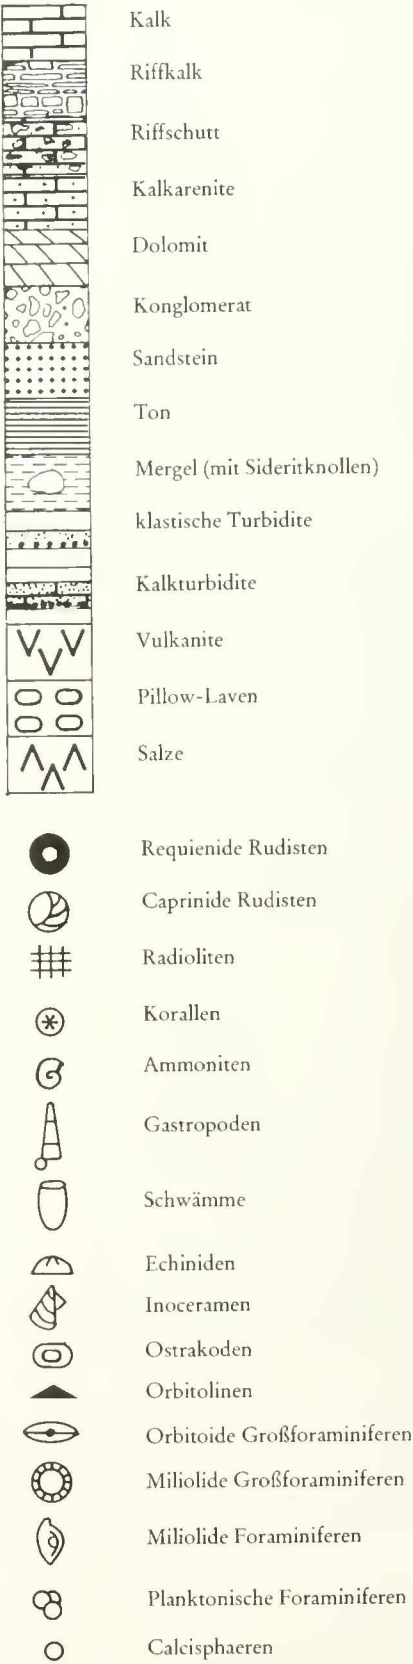 Kalk
Riffkalk
Riffschutt
Kalkarenite
Dolomit
Konglomerat
Sandstein
Ton
Mergel (mit Sideritknollen)
klastische Turbidite
Kalkturbidite
Vulkanite
Pillow-Laven
Salze
Requienide Rudisten
Caprinide Rudisten
Radioliten
Korallen
Ammoniten
Gastropoden
Schwämme
Echiniden
Inoceramen
Ostrakoden
Orbitolinen
Orbitoide Großforaminiferen
Miliolide Großforaminiferen
Miliolide Foraminiferen
Planktonische Foraminiferen
Calcisphaeren